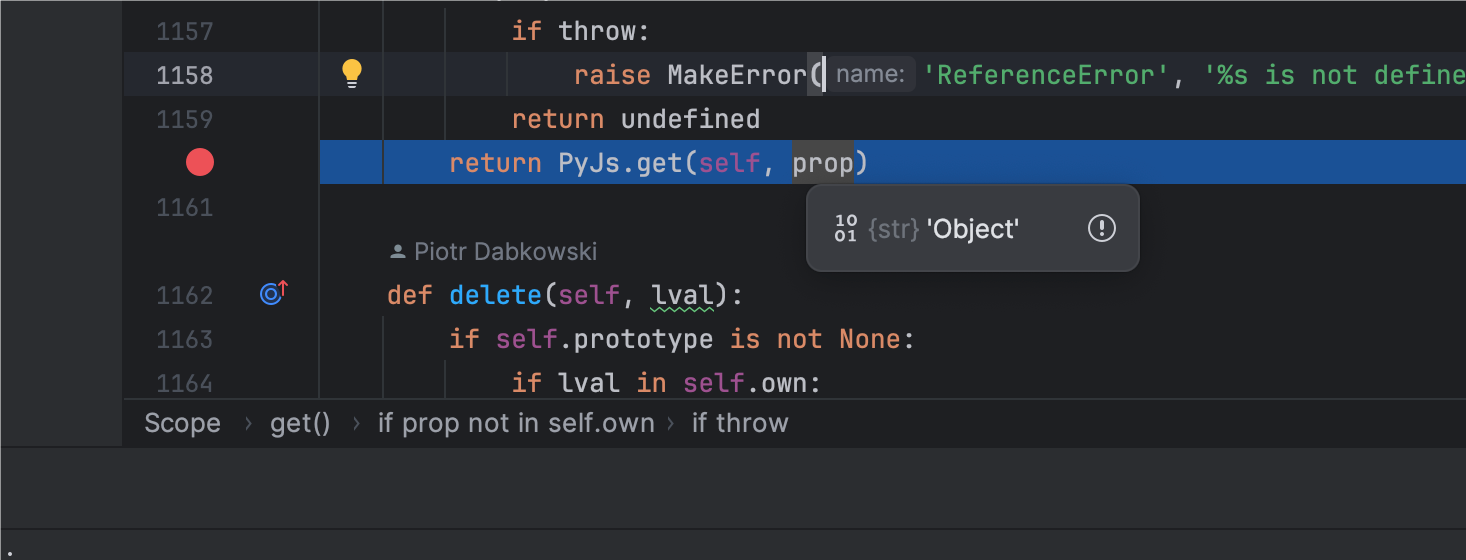 1157 if throw:
1158 raise MakeError( name: 'ReferenceError', '%s is not define
1159 return undefined
return PyJs.get(self, prop)
1161
10
01 {str} 'Object'
Piotr Dabkowski
1162 def delete(self, lval):
1163 if self.prototype is not None:
1164 if lval in self.own:
Scope › get() › if prop not in self.own › if throw
.